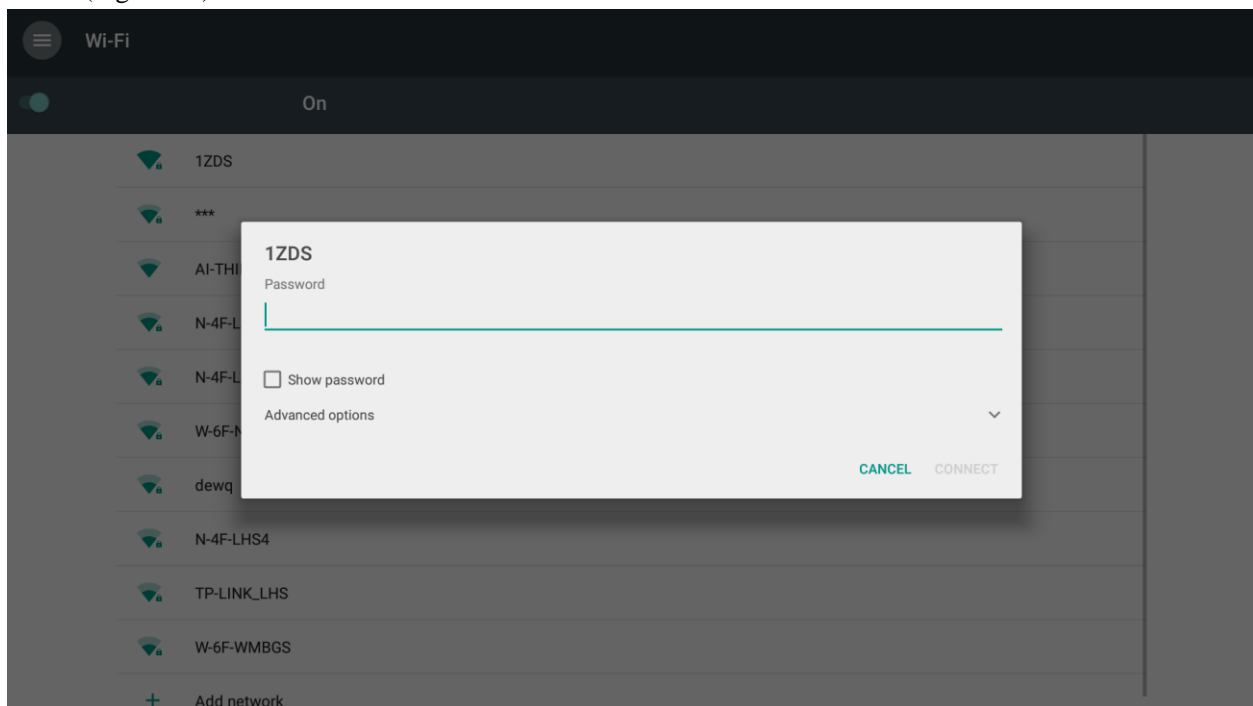 Wi-Fi
On
1ZDS
***
AI-THI
N-4F-L
N-4F-L
W-6F-N
dewq
N-4F-LHS4
TP-LINK_LHS
W-6F-WMBGS
Add network
1ZDS
Password
Show password
Advanced options
CANCEL CONNECT